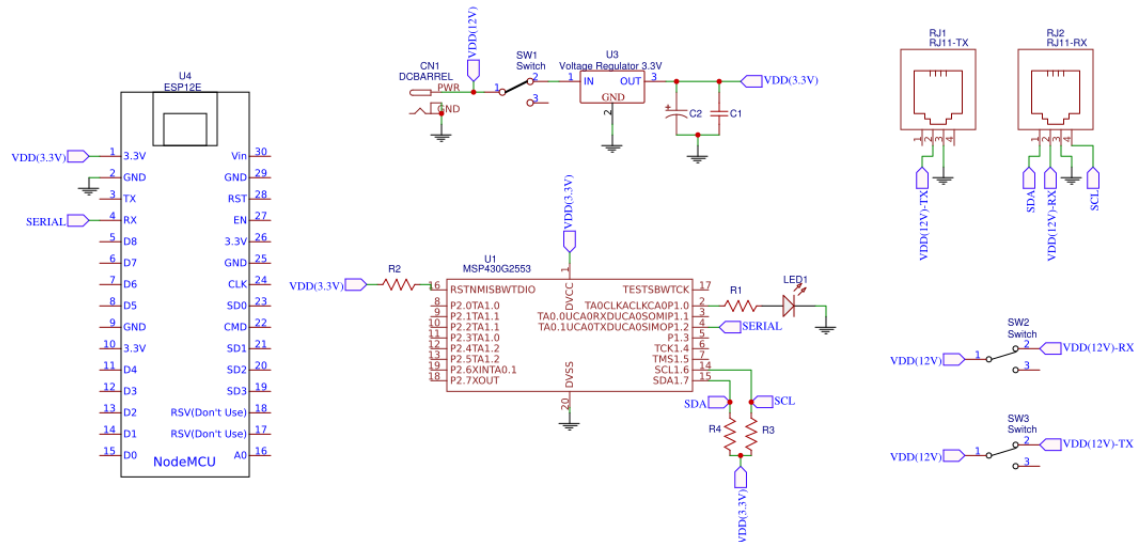 U4
ESP12E
VDD(3.3V)
1 3.3V Vin 30
2 GND GND 29
3 TX RST 28
SERIAL
4 RX EN 27
5 D8 3.3V 26
6 D7 GND 25
7 D6 CLK 24
8 D5 SD0 23
9 GND CMD 22
10 3.3V SD1 21
11 D4 SD2 20
12 D3 SD3 19
13 D2 RSV(Don't Use) 18
14 D1 RSV(Don't Use) 17
15 D0 A0 16
NodeMCU
VDD(12V)
CN1
DCBARREL
PWR
GND
SW1
Switch
1 2
3
U3
Voltage Regulator 3.3V
1 IN OUT 3
GND
2
VDD(3.3V)
C2 C1
RJ1
RJ11-TX
1 2 3 4
VDD(12V)-TX
RJ2
RJ11-RX
1 2 3 4
SDA
VDD(12V)-RX
SCL
VDD(3.3V)
U1
MSP430G2553
VDD(3.3V)
R2
1
DVCC
16 RSTNMISBWTDIO TESTSBWTCK 17
8 P2.0TA1.0 TA0CLKACLKCA0P1.0 2
9 P2.1TA1.1 TA0.0UCA0RXDUCA0SOMIP1.1 3
10 P2.2TA1.1 TA0.1UCA0TXDUCA0SIMOP1.2 4
11 P2.3TA1.0 P1.3 5
12 P2.4TA1.2 TCK1.4 6
13 P2.5TA1.2 TMS1.5 7
19 P2.6XINTA0.1 SCL1.6 14
18 P2.7XOUT SDA1.7 15
DVSS
20
R1
LED1
SERIAL
SDA SCL
R4 R3
VDD(3.3V)
SW2
Switch
VDD(12V) 1 2 VDD(12V)-RX
3
SW3
Switch
VDD(12V) 1 2 VDD(12V)-TX
3